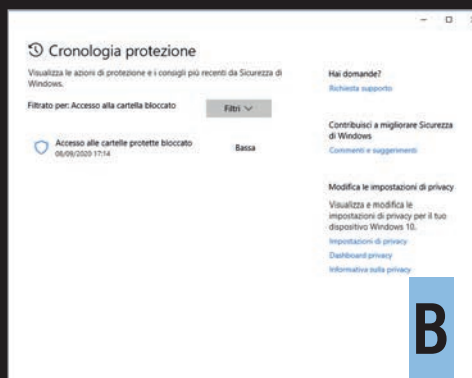 Cronologia protezione
Visualizza le azioni di protezione e i consigli più recenti da Sicurezza di
Windows.
Filtrato per: Accesso alla cartella bloccato
Filtri
Accesso alle cartelle protette bloccato
Bassa
06/09/2020 17:14
Hai domande?
Richiesta supporto
Contribuisci a migliorare Sicurezza
di Windows
Commenti e suggerimenti
Modifica le impostazioni di privacy
Visualizza e modifica le
impostazioni di privacy per il tuo
dispositivo Windows 10.
Impostazioni di privacy
Dashboard privacy
Informativa sulla privacy
B